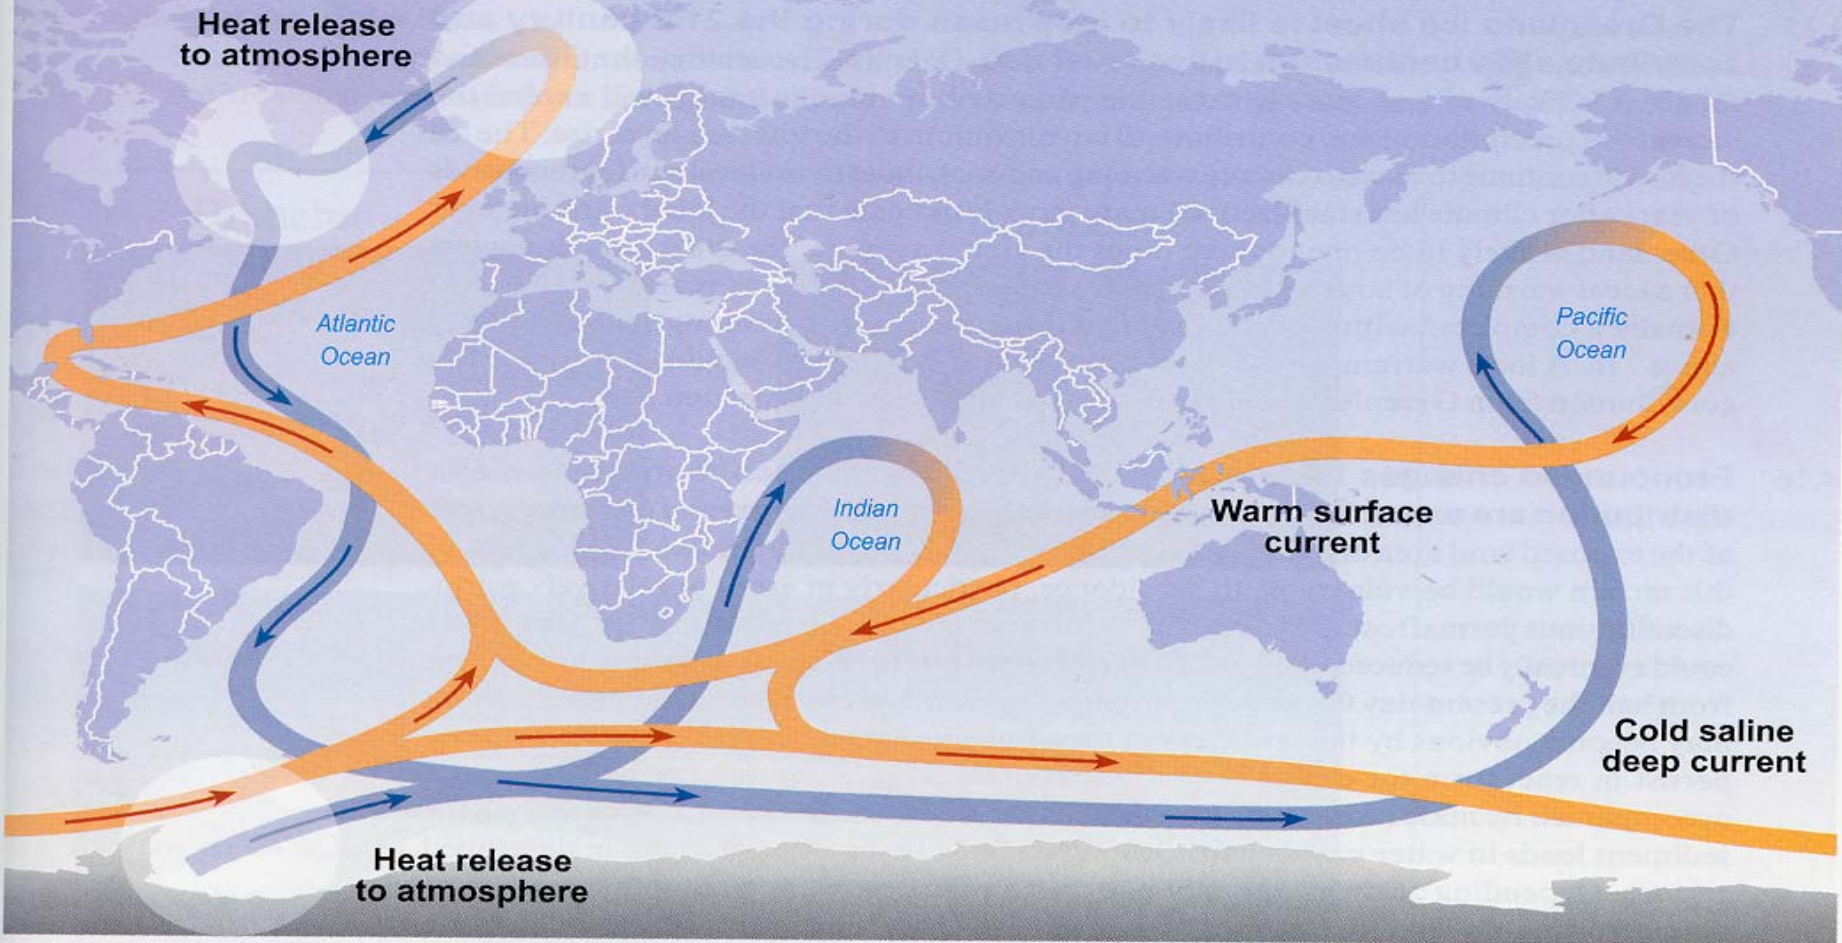 Heat release
to atmosphere
Atlantic
Ocean
Pacific
Ocean
Indian
Ocean
Warm surface
current
Cold saline
deep current
Heat release
to atmosphere